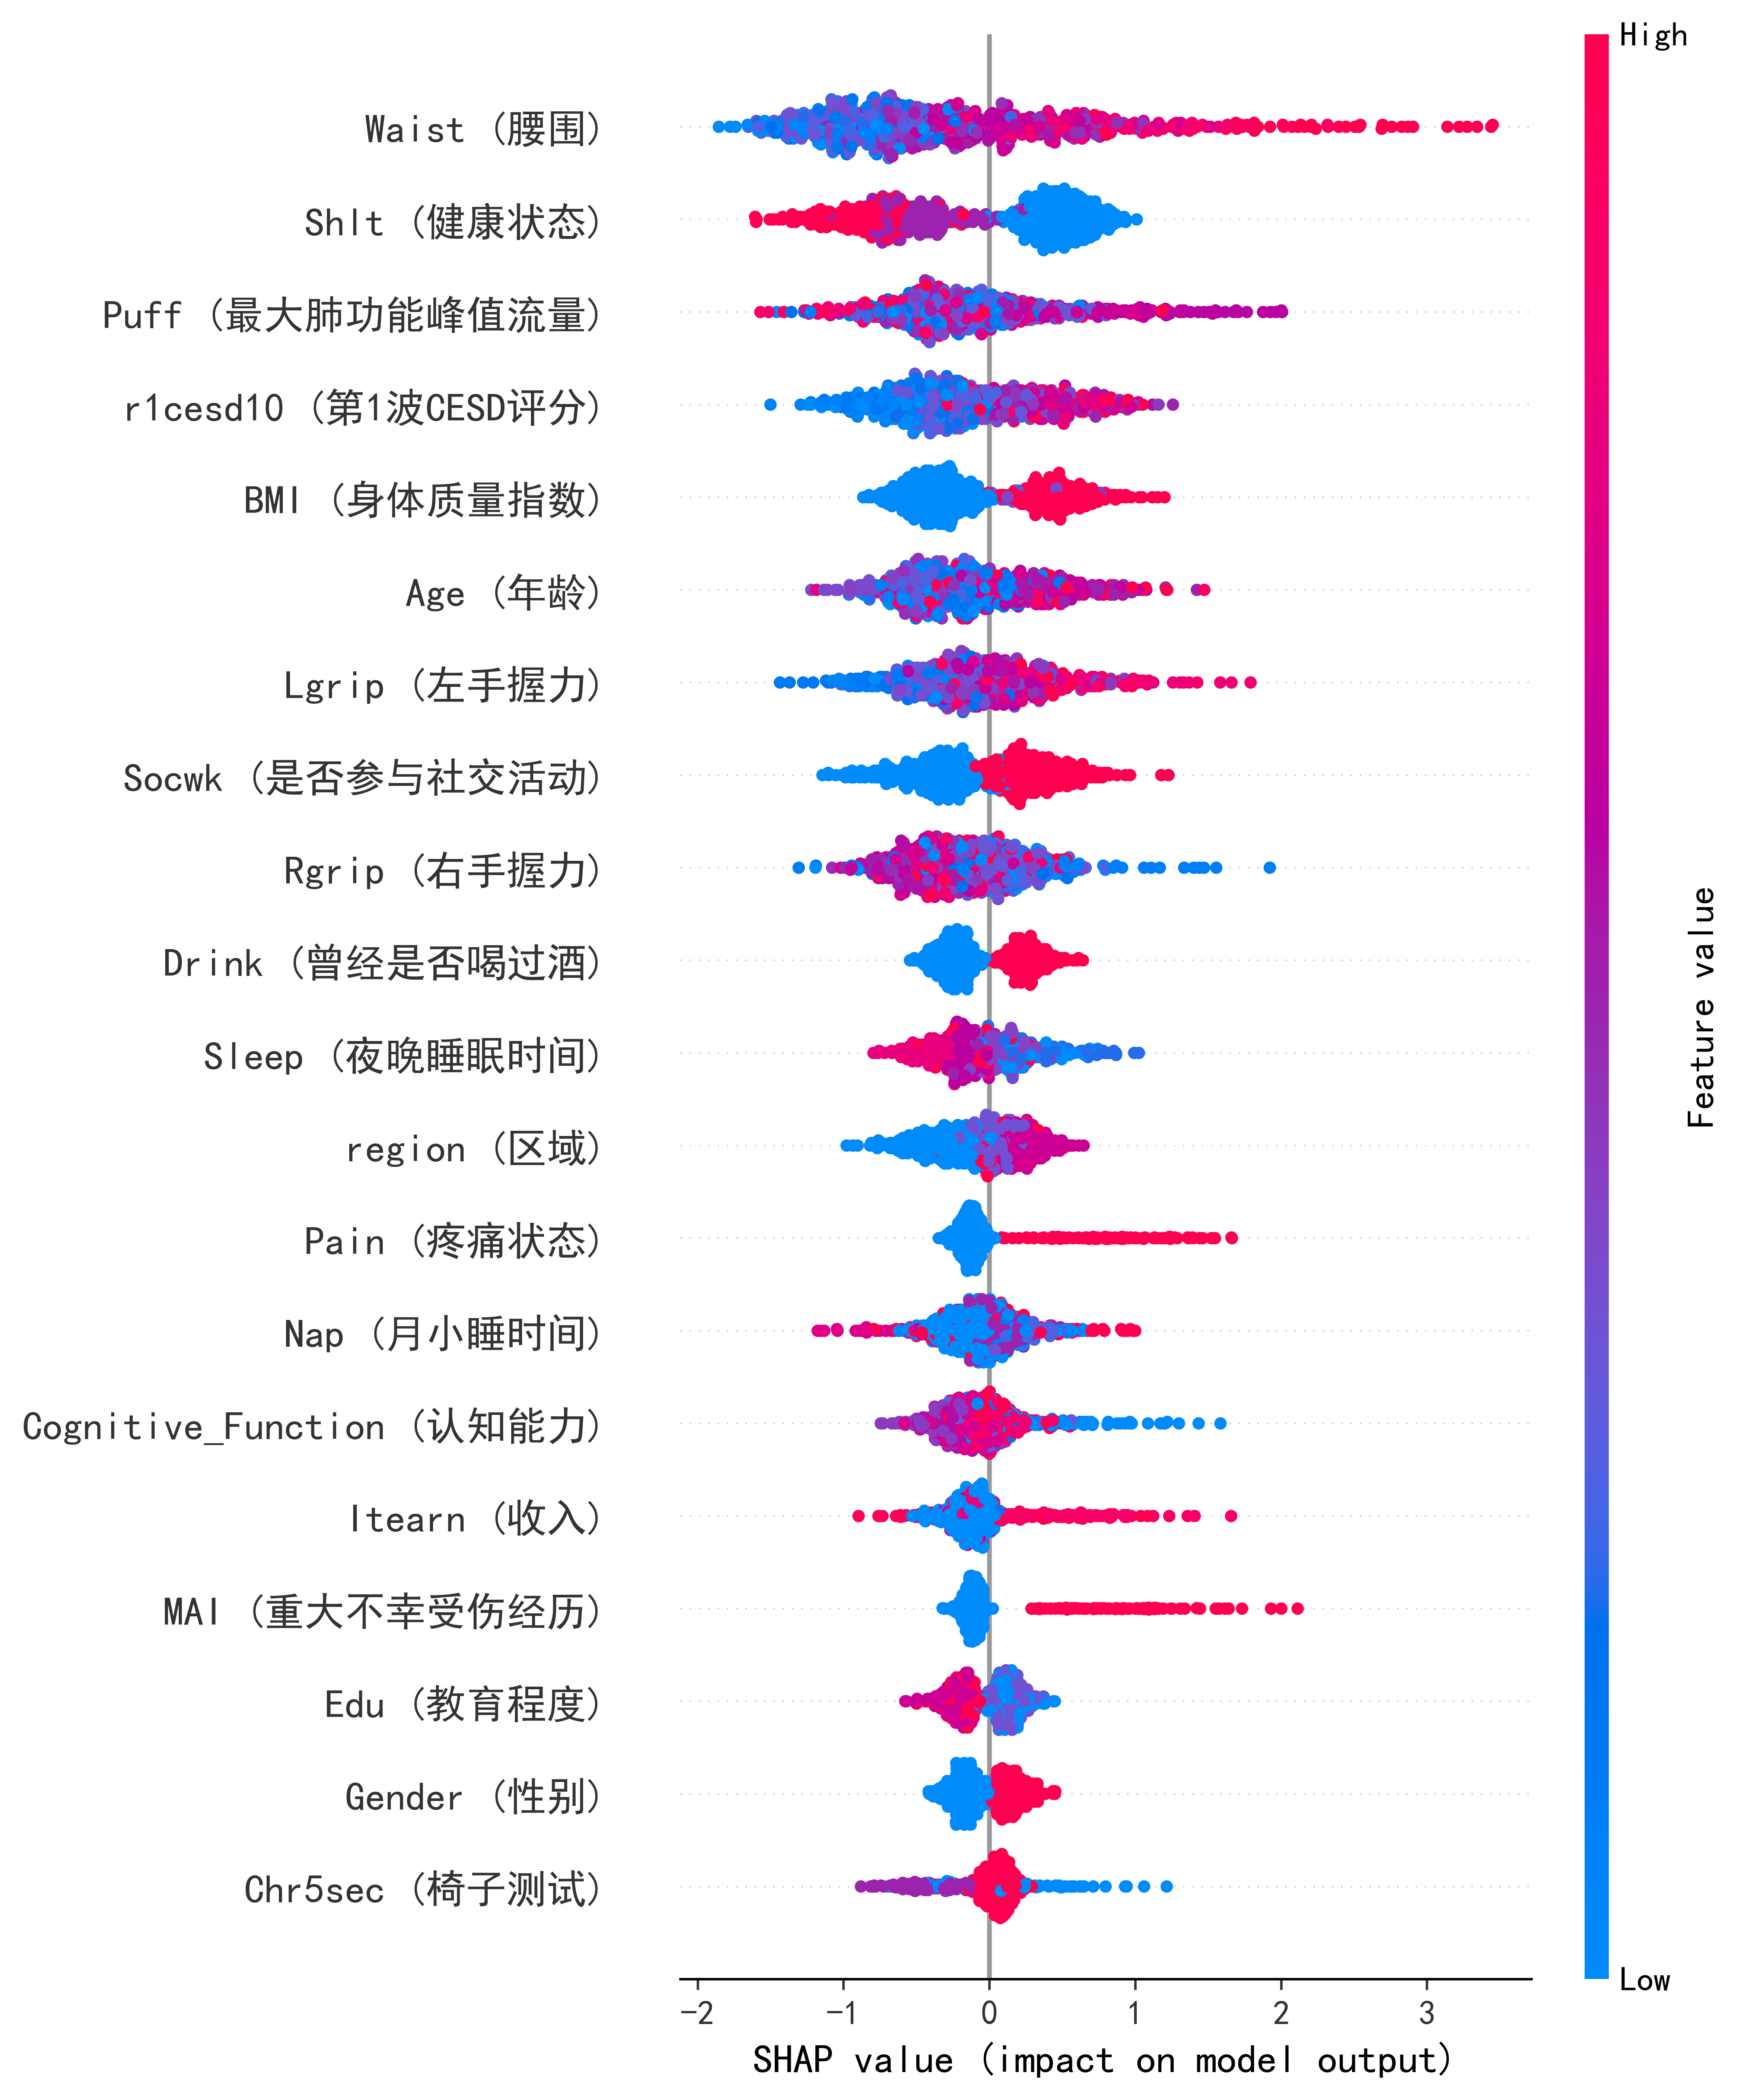 High
Waist (腰围)
Shlt (健康状态)
Puff (最大肺功能峰值流量)
r1cesd10 (第1波CESD评分)
BMI (身体质量指数)
Age (年龄)
Lgrip (左手握力)
Socwk (是否参与社交活动)
Rgrip (右手握力)
Drink (曾经是否喝过酒)
Sleep (夜晚睡眠时间)
region (区域)
Pain (疼痛状态)
Nap (月小睡时间)
Cognitive_Function (认知能力)
Itearn (收入)
MAI (重大不幸受伤经历)
Edu (教育程度)
Gender (性别)
Chr5sec (椅子测试)
Feature value
Low
−2 −1 0 1 2 3
SHAP value (impact on model output)